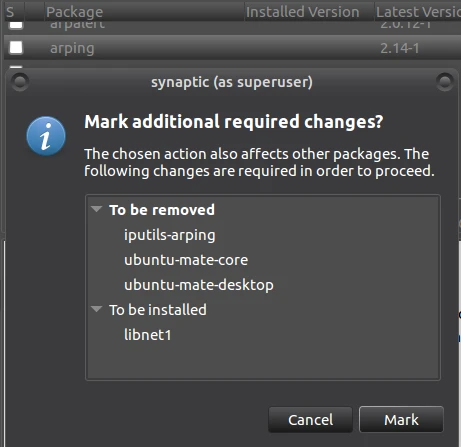 S Package Installed Version Latest Versio
arpalert 2.0.12-1
arping 2.14-1
synaptic (as superuser)
Mark additional required changes?
The chosen action also affects other packages. The
following changes are required in order to proceed.
To be removed
iputils-arping
ubuntu-mate-core
ubuntu-mate-desktop
To be installed
libnet1
Cancel Mark